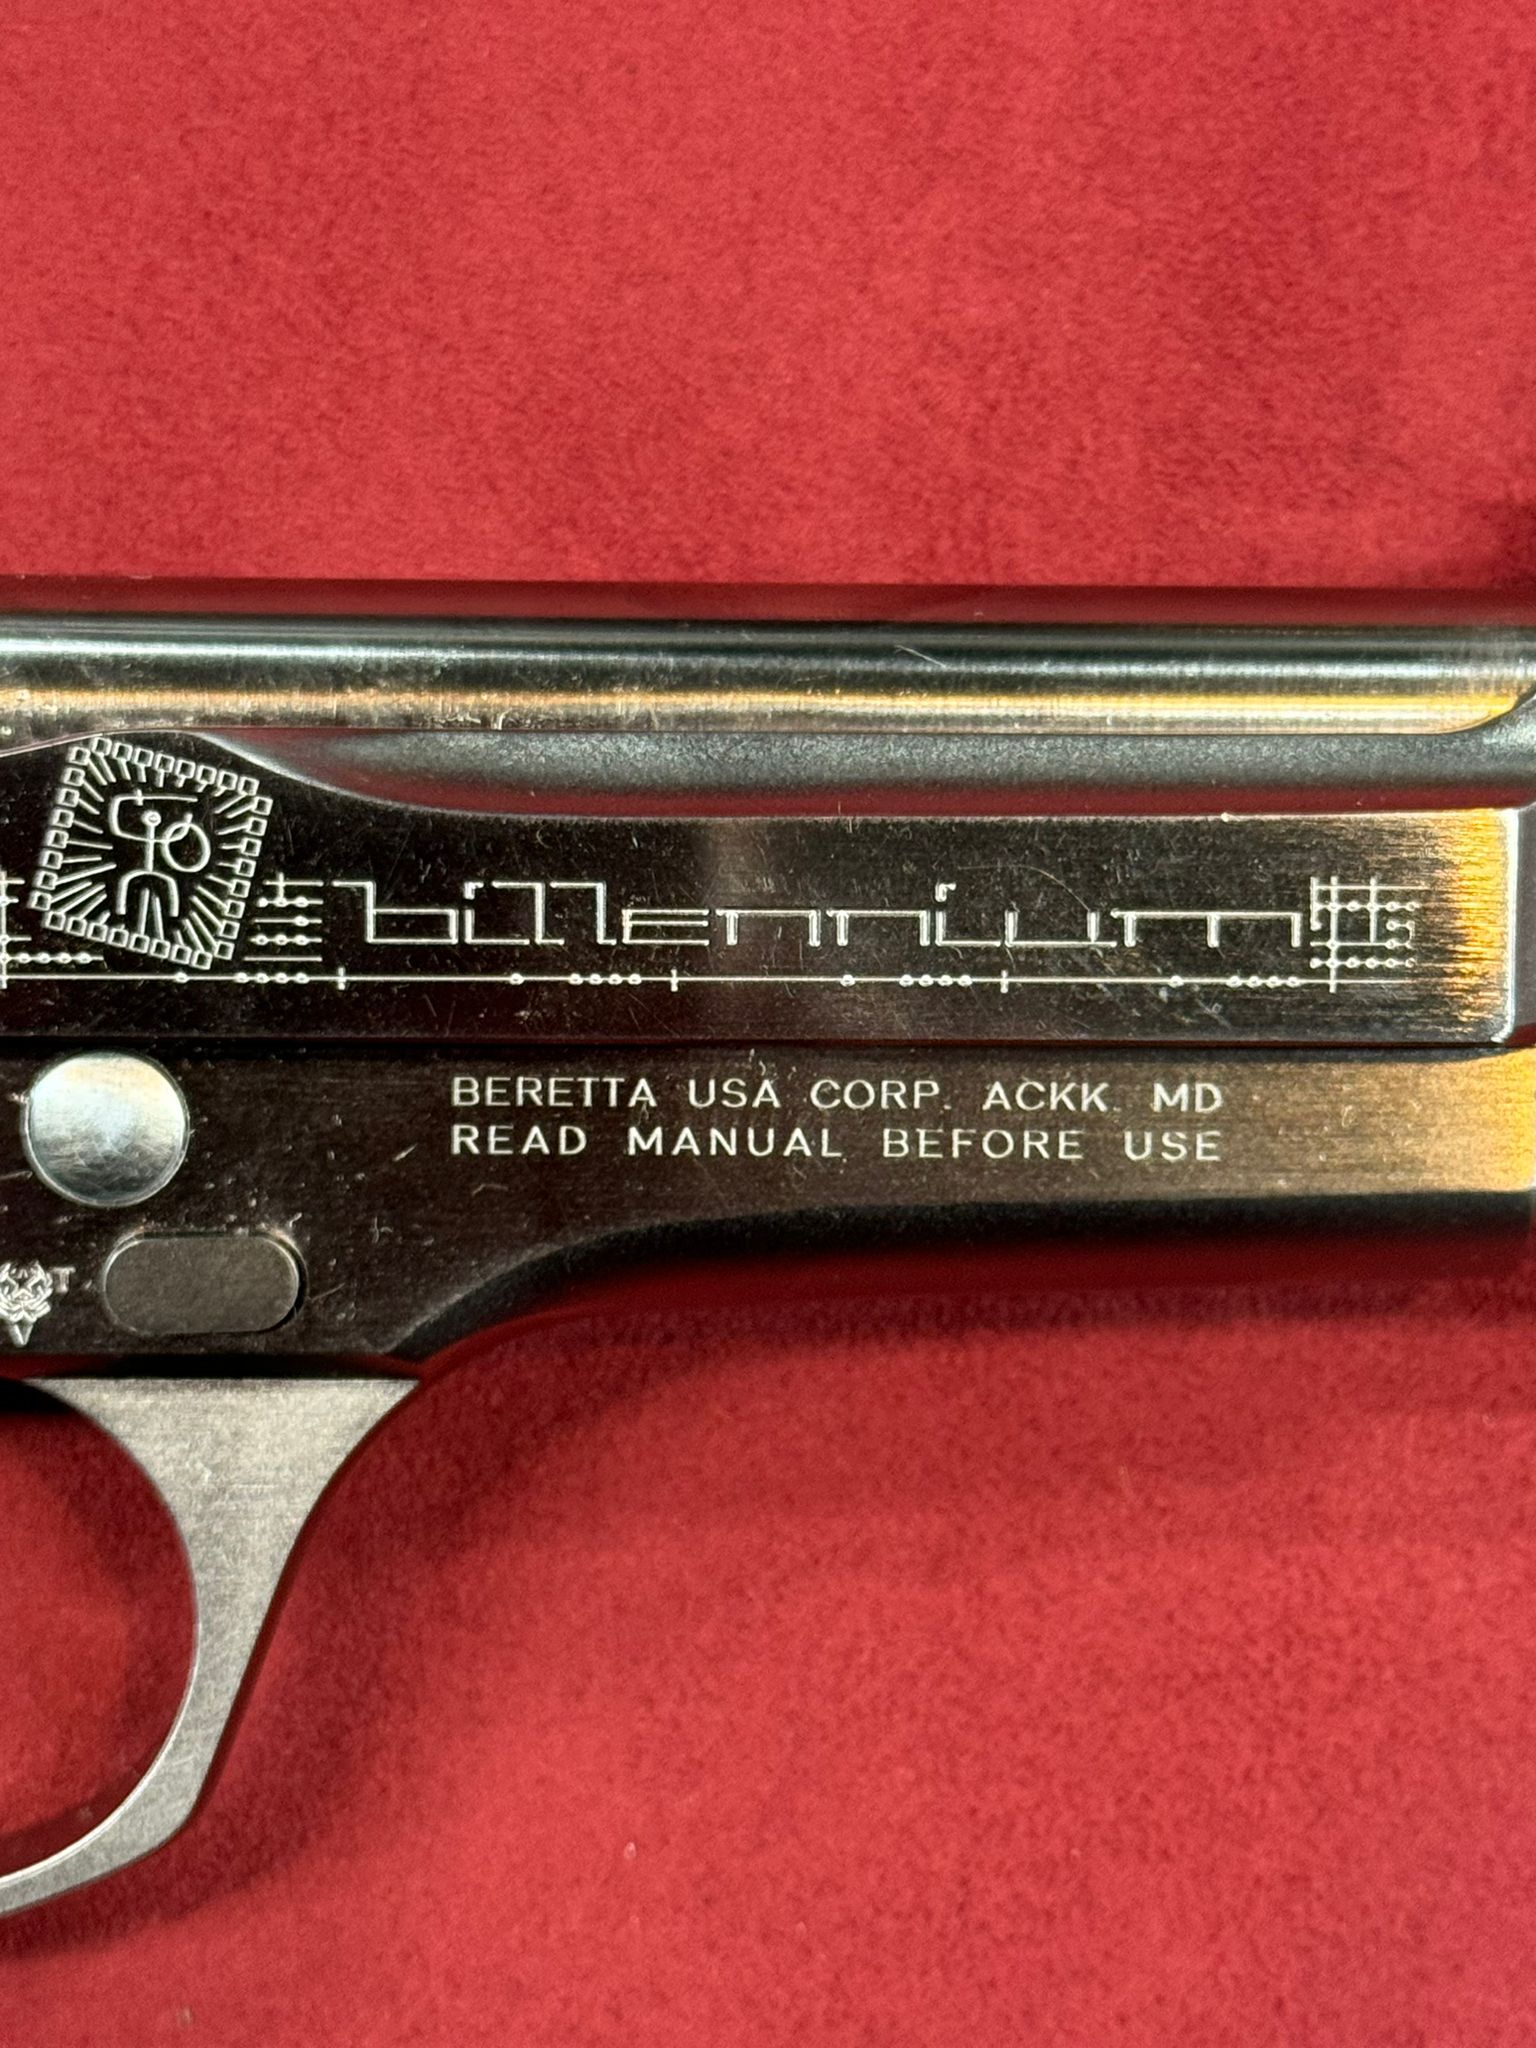 billennium
BERETTA USA CORP. ACKK. MD
READ MANUAL BEFORE USE
T